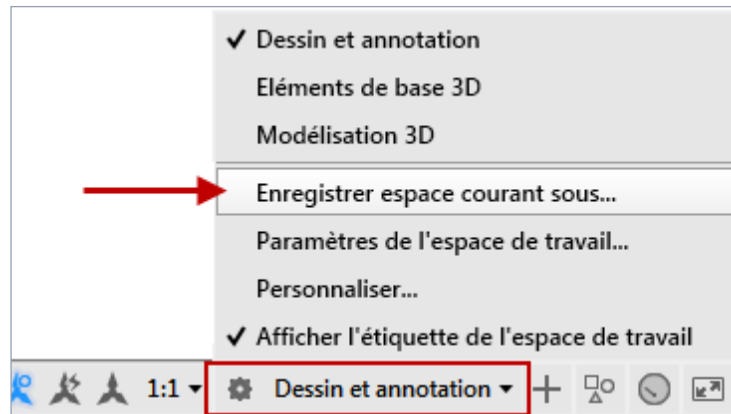 Dessin et annotation
Eléments de base 3D
Modélisation 3D
Enregistrer espace courant sous...
Paramètres de l'espace de travail...
Personnaliser...
Afficher l'étiquette de l'espace de travail
1:1 Dessin et annotation